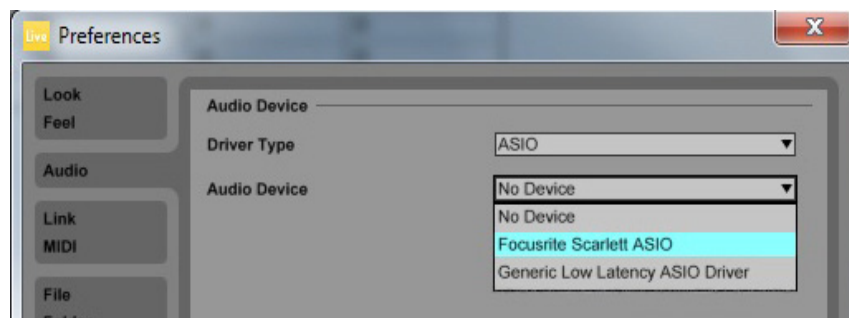 Live Preferences
X
Look
Feel
Audio
Link
MIDI
File
Audio Device
Driver Type ASIO
Audio Device No Device
No Device
Focusrite Scarlett ASIO
Generic Low Latency ASIO Driver